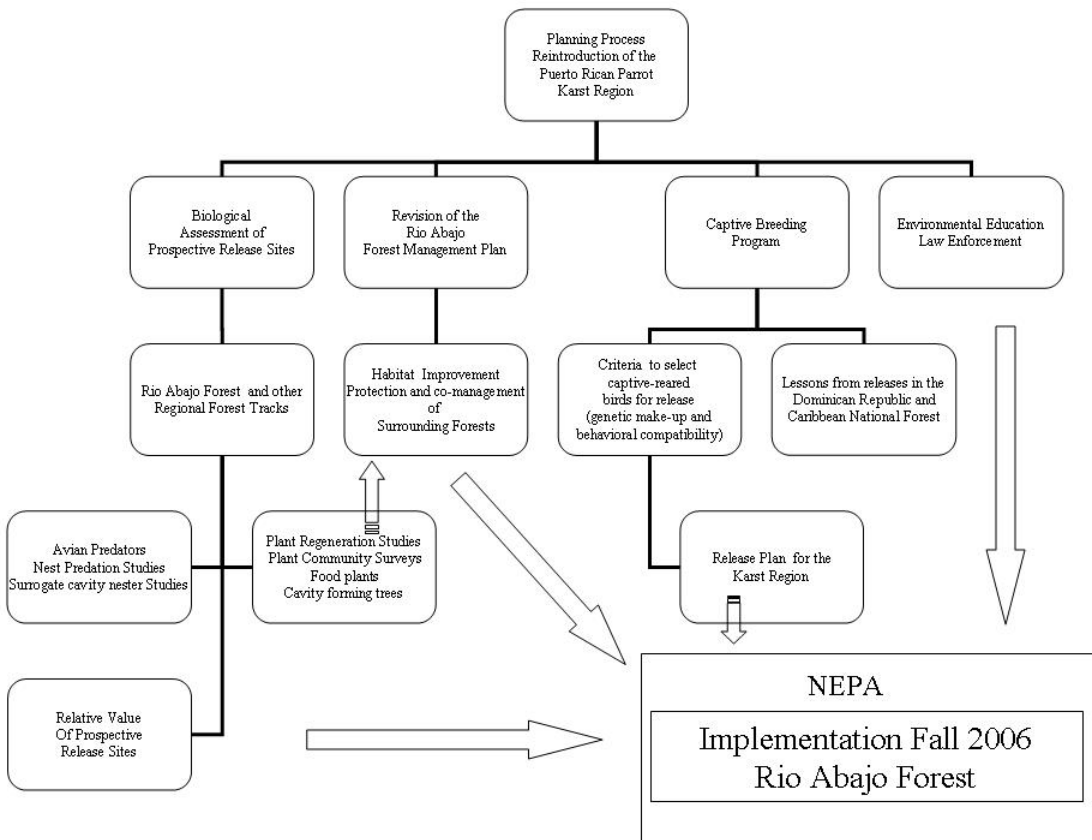 Planning Process
Reintroduction of the
Puerto Rican Parrot
Karst Region
Biological
Assessment of
Prospective Release Sites
Revision of the
Rio Abajo
Forest Management Plan
Captive Breeding
Program
Environmental Education
Law Enforcement
Rio Abajo Forest and other
Regional Forest Tracks
Habitat Improvement
Protection and co-management
of
Surrounding Forests
Criteria to select
captive-reared
birds for release
(genetic make-up and
behavioral compatibility)
Lessons from releases in the
Dominican Republic and
Caribbean National Forest
Avian Predators
Nest Predation Studies
Surrogate cavity nester Studies
Plant Regeneration Studies
Plant Community Surveys
Food plants
Cavity forming trees
Release Plan for the
Karst Region
Relative Value
Of Prospective
Release Sites
NEPA
Implementation Fall 2006
Rio Abajo Forest